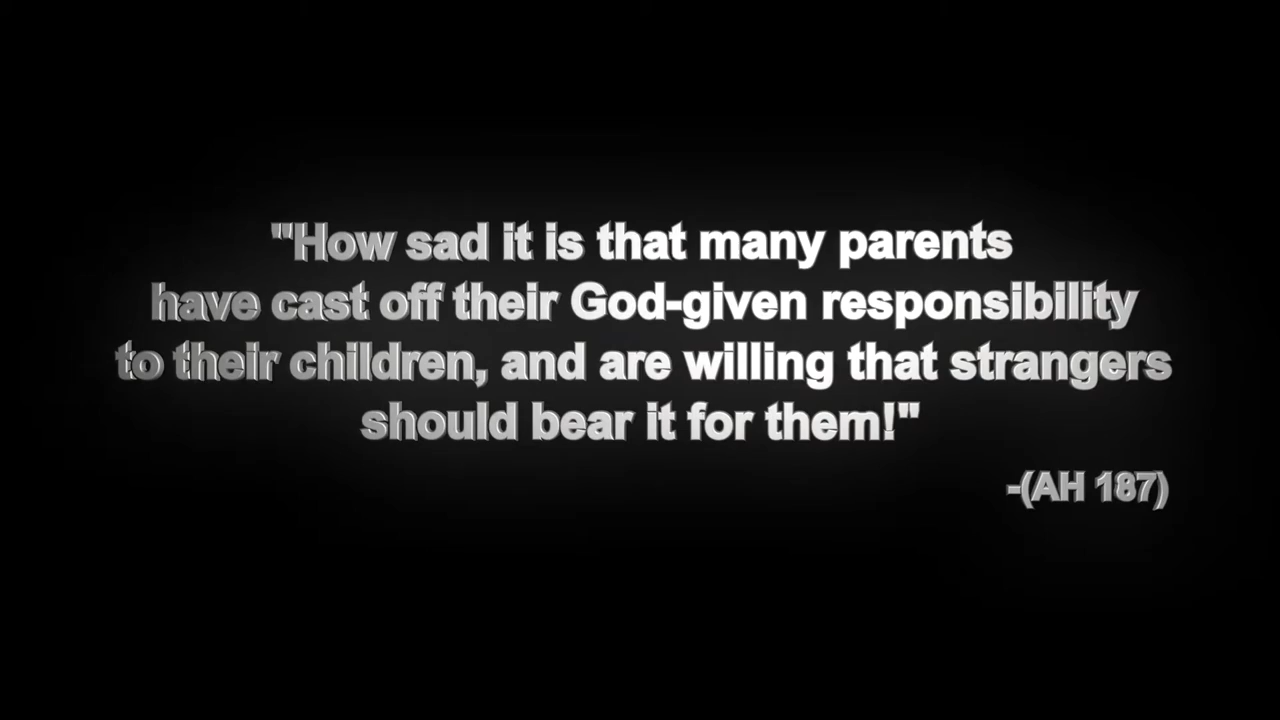 "How sad it is that many parents
have cast off their God-given responsibility
to their children, and are willing that strangers
should bear it for them!"
-(AH 187)